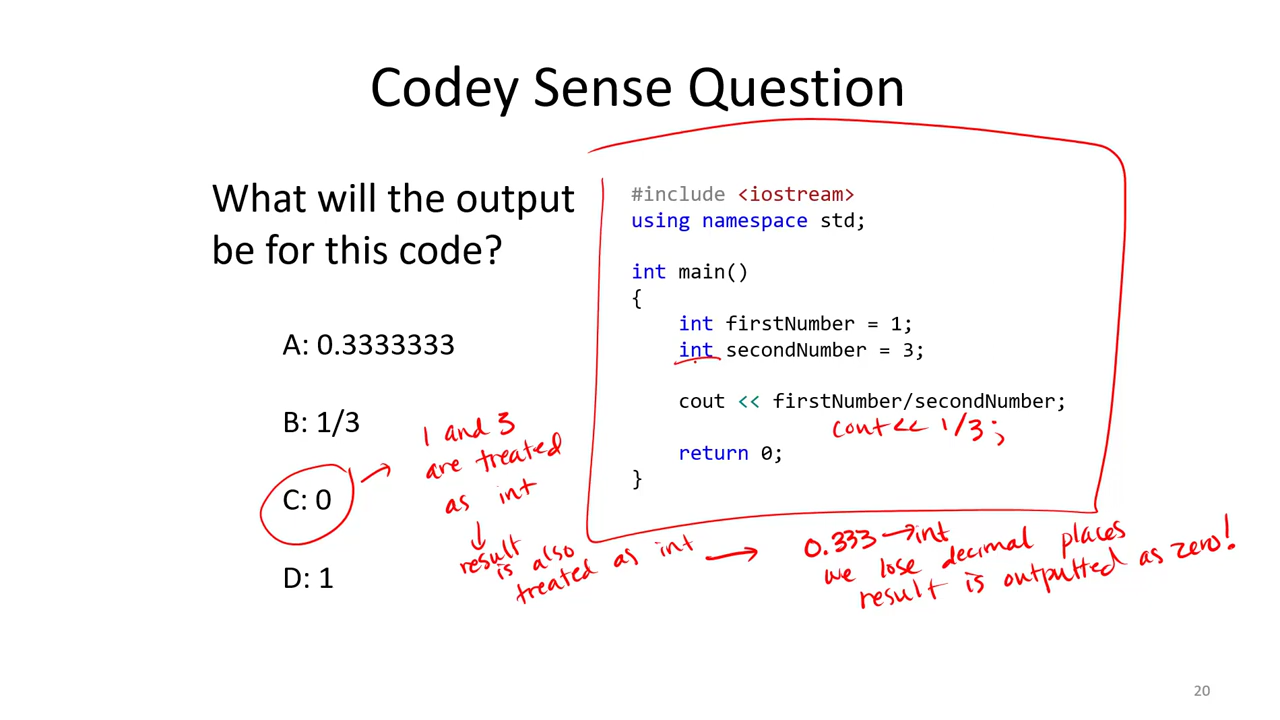 Codey Sense Question
What will the output
be for this code?
A: 0.3333333
B: 1/3
C: 0
D: 1
1 and 3
are treated
as int
result
is also
treated as int
#include <iostream>
using namespace std;
int main()
{
int firstNumber = 1;
int secondNumber = 3;
cout << firstNumber/secondNumber;
cout<< 1/3;
return 0;
}
0.333→int
we lose decimal places
result is outputted as zero!
20